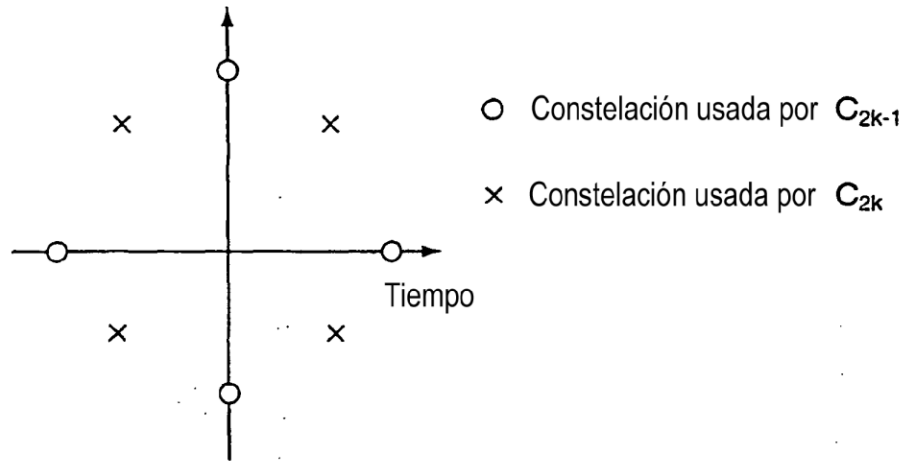 Constelación usada por C2k-1
Constelación usada por C2k
Tiempo